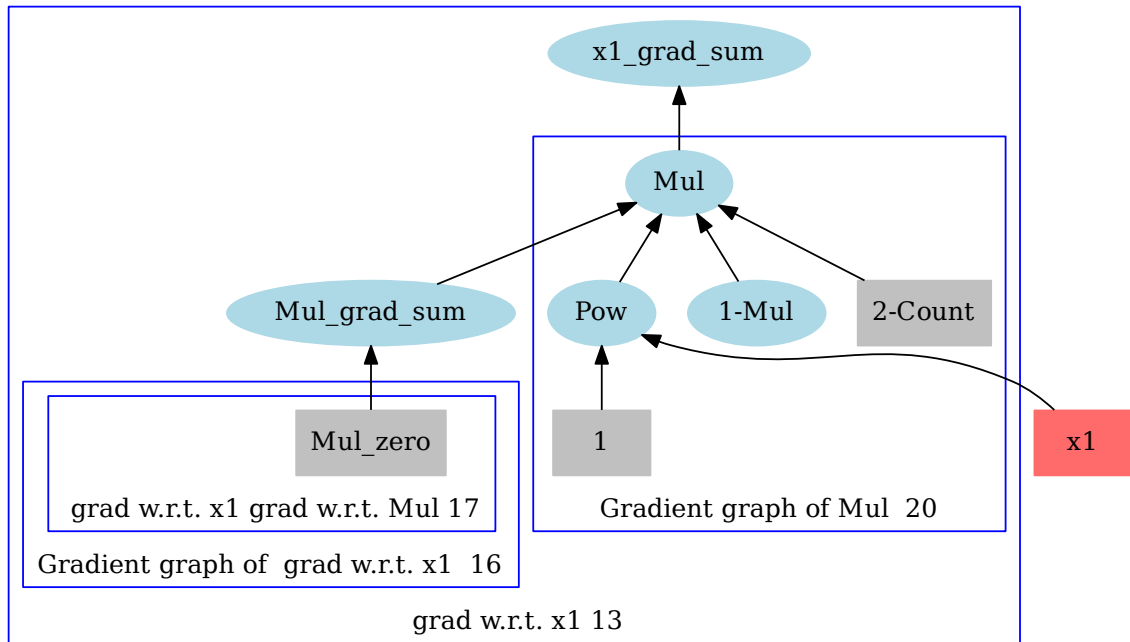 x1_grad_sum
Mul
Mul_grad_sum
Pow
1-Mul
2-Count
Mul_zero
1
x1
grad w.r.t. x1 grad w.r.t. Mul 17
Gradient graph of Mul  20
Gradient graph of  grad w.r.t. x1  16
grad w.r.t. x1 13